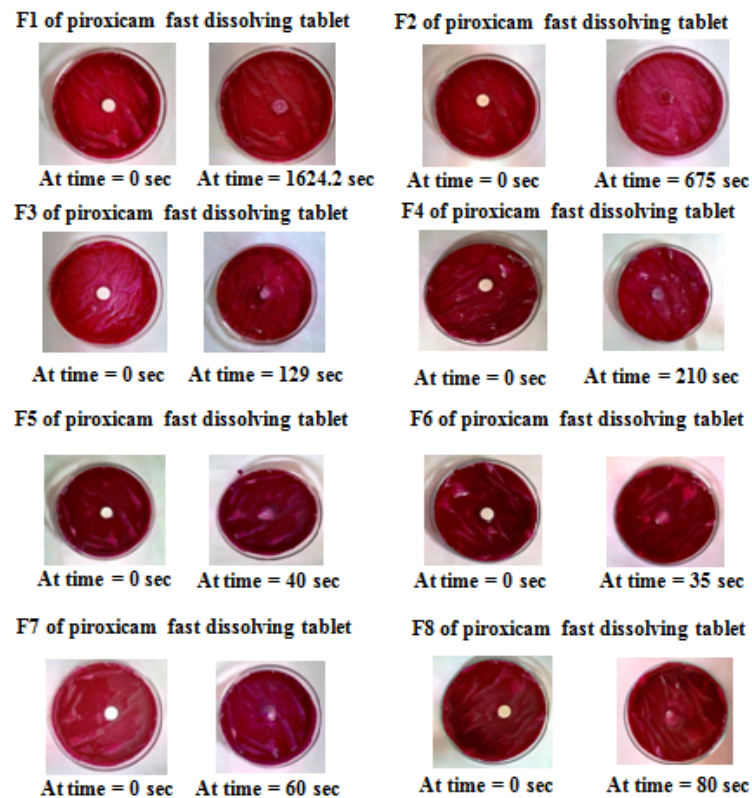 F1 of piroxicam fast dissolving tablet
F2 of piroxicam fast dissolving tablet
At time = 0 sec
At time = 1624.2 sec
At time = 0 sec
At time = 675 sec
F3 of piroxicam fast dissolving tablet
F4 of piroxicam fast dissolving tablet
At time = 0 sec
At time = 129 sec
At time = 0 sec
At time = 210 sec
F5 of piroxicam fast dissolving tablet
F6 of piroxicam fast dissolving tablet
At time = 0 sec
At time = 40 sec
At time = 0 sec
At time = 35 sec
F7 of piroxicam fast dissolving tablet
F8 of piroxicam fast dissolving tablet
At time = 0 sec
At time = 60 sec
At time = 0 sec
At time = 80 sec